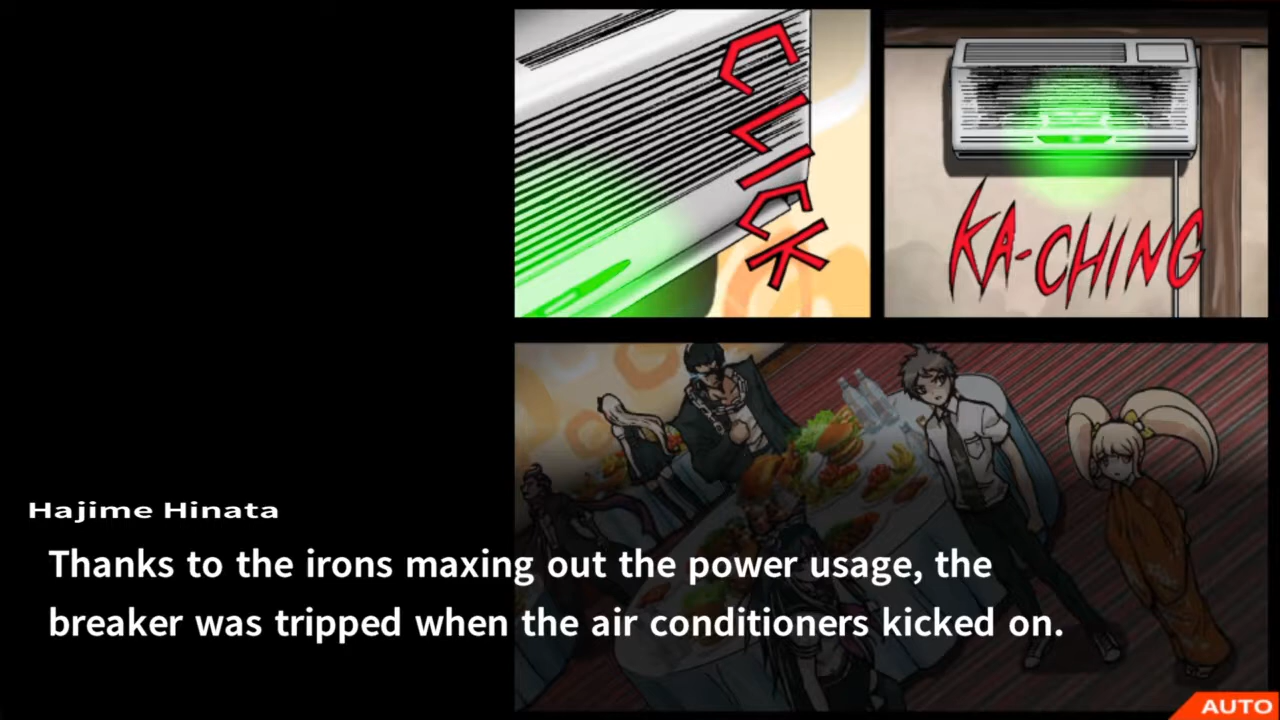 CLICK
KA-CHING
Hajime Hinata
Thanks to the irons maxing out the power usage, the
breaker was tripped when the air conditioners kicked on.
AUTO